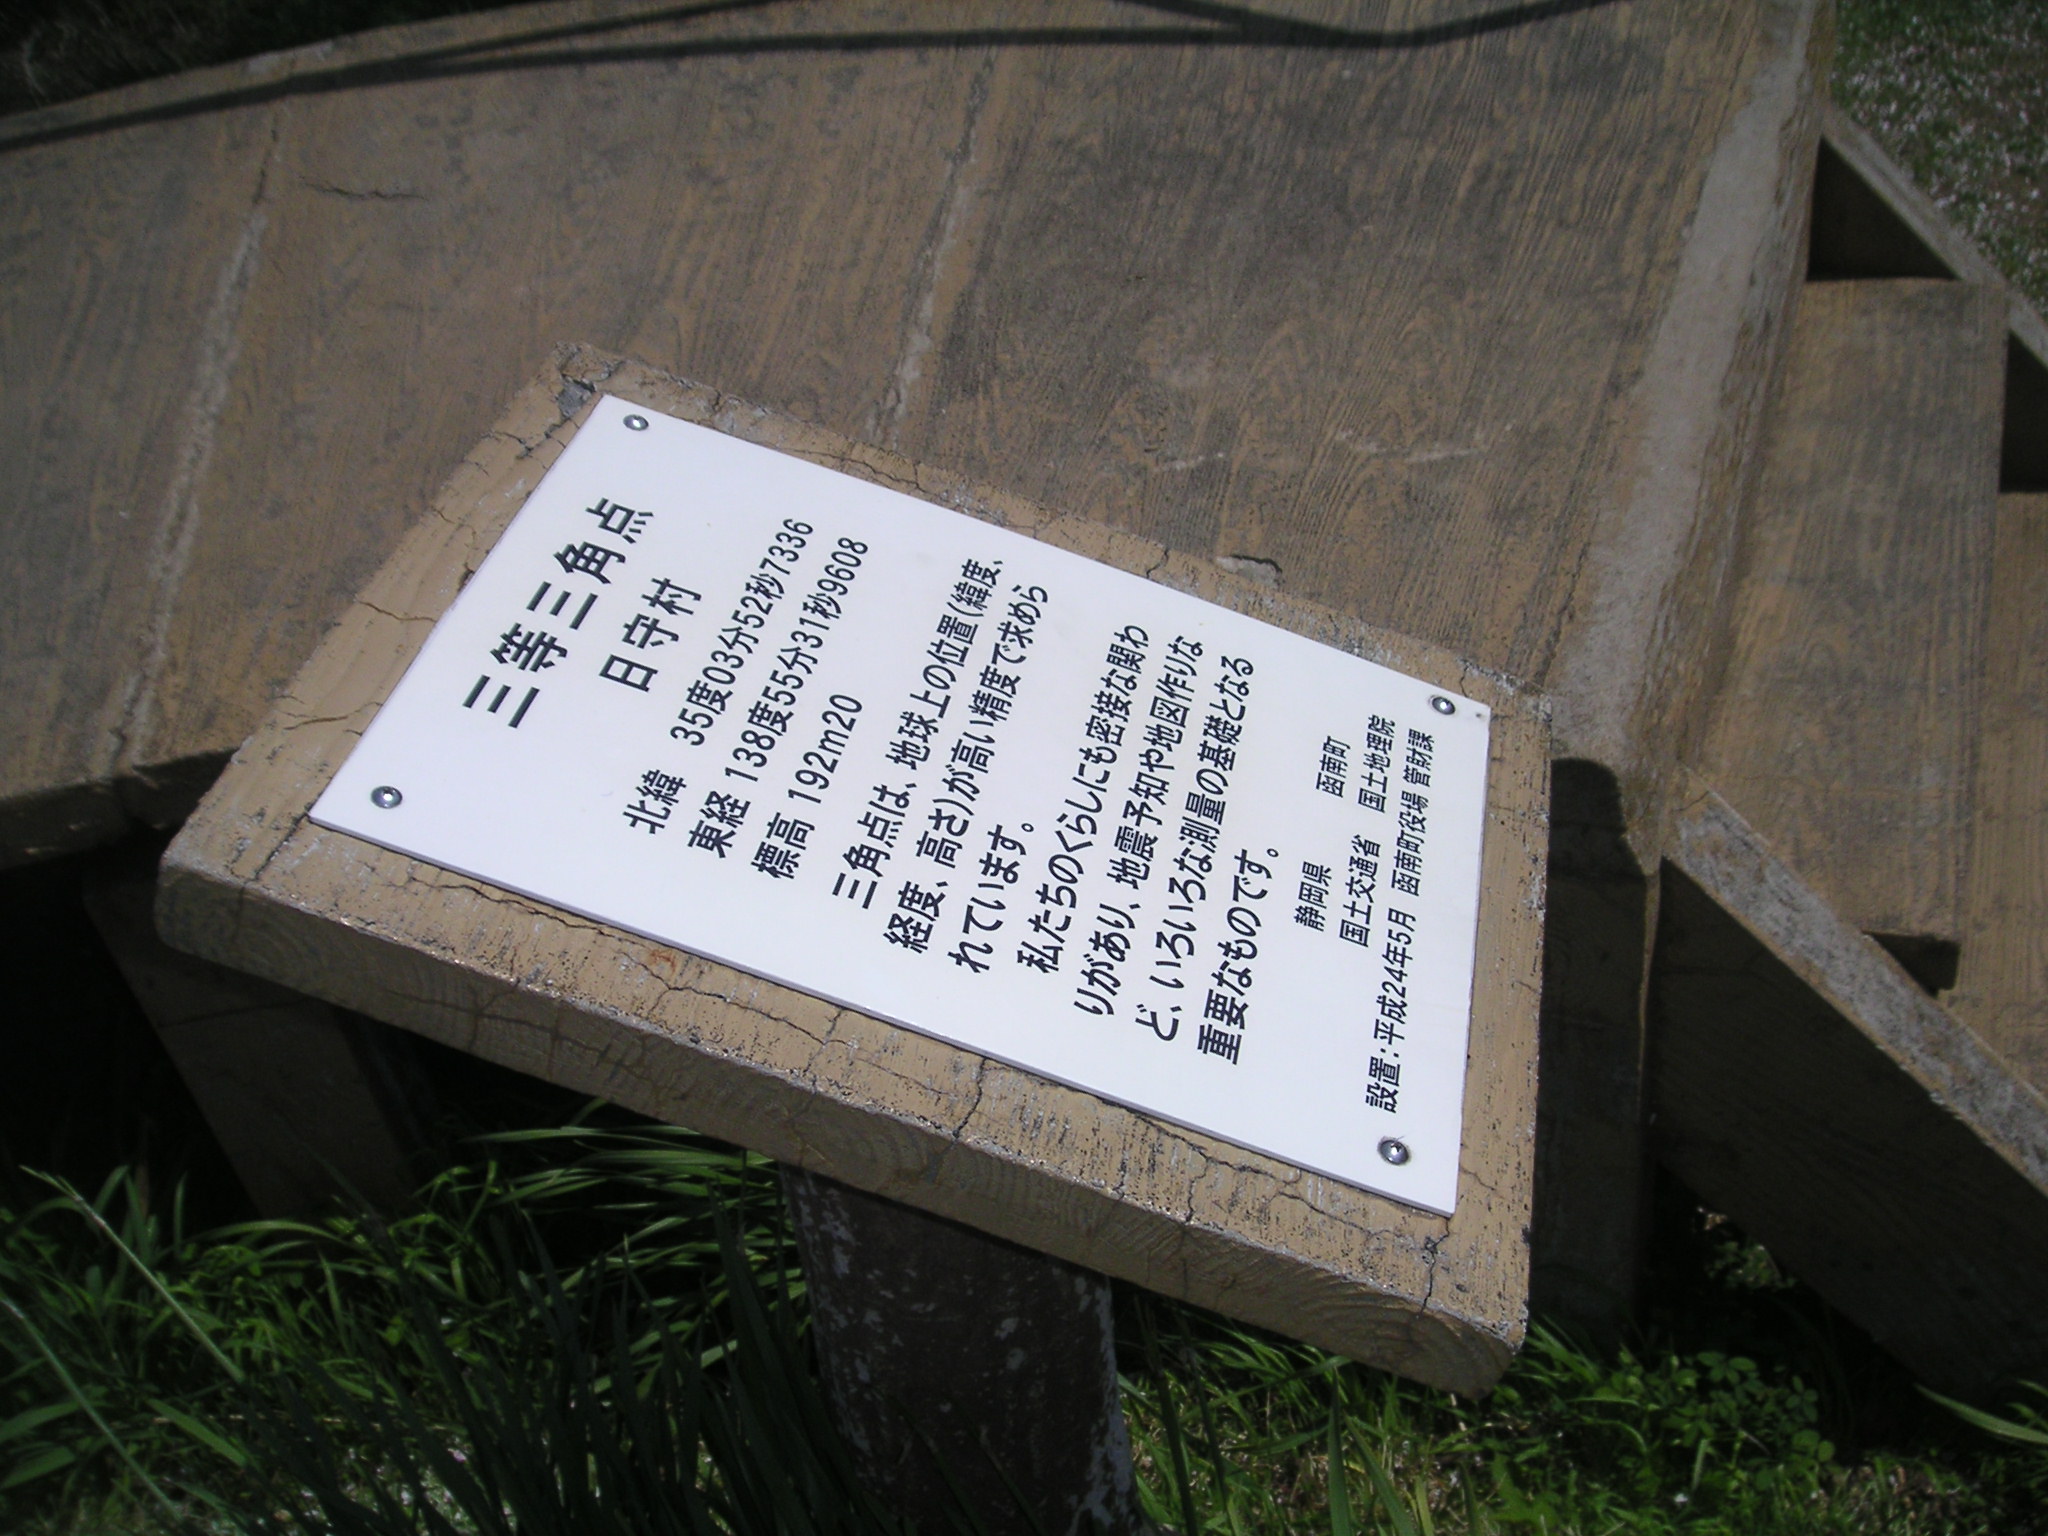 三等三角点
日守村
北緯 35度03分52秒7336
東経 138度55分31秒9608
標高 192m20
三角点は、地球上の位置(緯度、
経度、高さ)が高い精度で求めら
れています。
私たちのくらしにも密接な関わ
りがあり、地震予知や地図作りな
ど、いろいろな測量の基礎となる
重要なものです。
静岡県 函南町
国土交通省 国土地理院
設置:平成24年5月 函南町役場 管財課